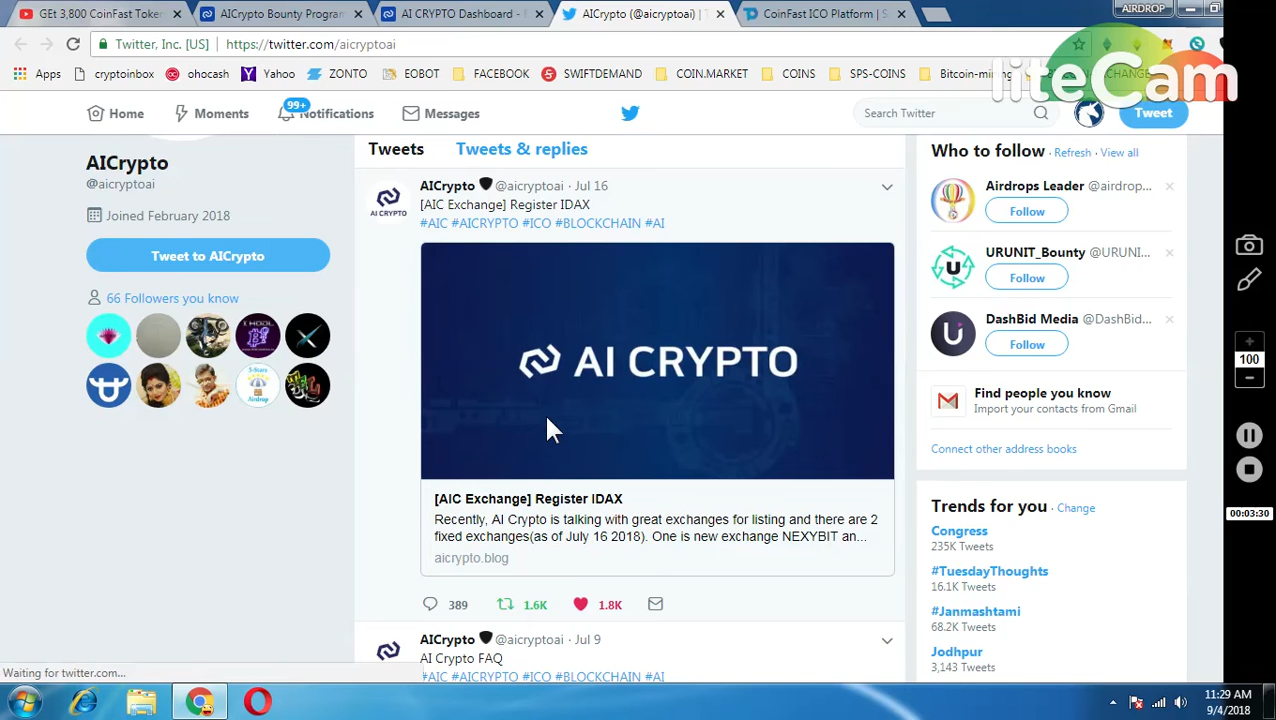 GEt 3,800 CoinFast Token
AICrypto Bounty Program
AI CRYPTO Dashboard - F
AICrypto (@aicryptoai) | T
CoinFast ICO Platform | S
AIRDROP
Twitter, Inc. [US]
https://twitter.com/aicryptoai
Apps
cryptoinbox
ohocash
Yahoo
ZONTO
EOBOT
FACEBOOK
SWIFTDEMAND
COIN.MARKET
COINS
SPS-COINS
liteCam
Home
Moments
99+
Notifications
Messages
Search Twitter
Tweet
AICrypto
@aicryptoai
Joined February 2018
Tweet to AICrypto
66 Followers you know
Tweets
Tweets & replies
AI CRYPTO
AICrypto @aicryptoai · Jul 16
[AIC Exchange] Register IDAX
#AIC #AICRYPTO #ICO #BLOCKCHAIN #AI
AI CRYPTO
[AIC Exchange] Register IDAX
Recently, AI Crypto is talking with great exchanges for listing and there are 2
fixed exchanges(as of July 16 2018). One is new exchange NEXYBIT an...
aicrypto.blog
389
1.6K
1.8K
AICrypto @aicryptoai · Jul 9
AI Crypto FAQ
#AIC #AICRYPTO #ICO #BLOCKCHAIN #AI
Who to follow · Refresh · View all
Airdrops Leader @airdrop...
Follow
URUNIT_Bounty @URUNI...
Follow
DashBid Media @DashBid...
Follow
Find people you know
Import your contacts from Gmail
Connect other address books
Trends for you · Change
Congress
235K Tweets
#TuesdayThoughts
16.1K Tweets
#Janmashtami
68.2K Tweets
Jodhpur
3,143 Tweets
100
00:03:30
Waiting for twitter.com...
11:29 AM
9/4/2018